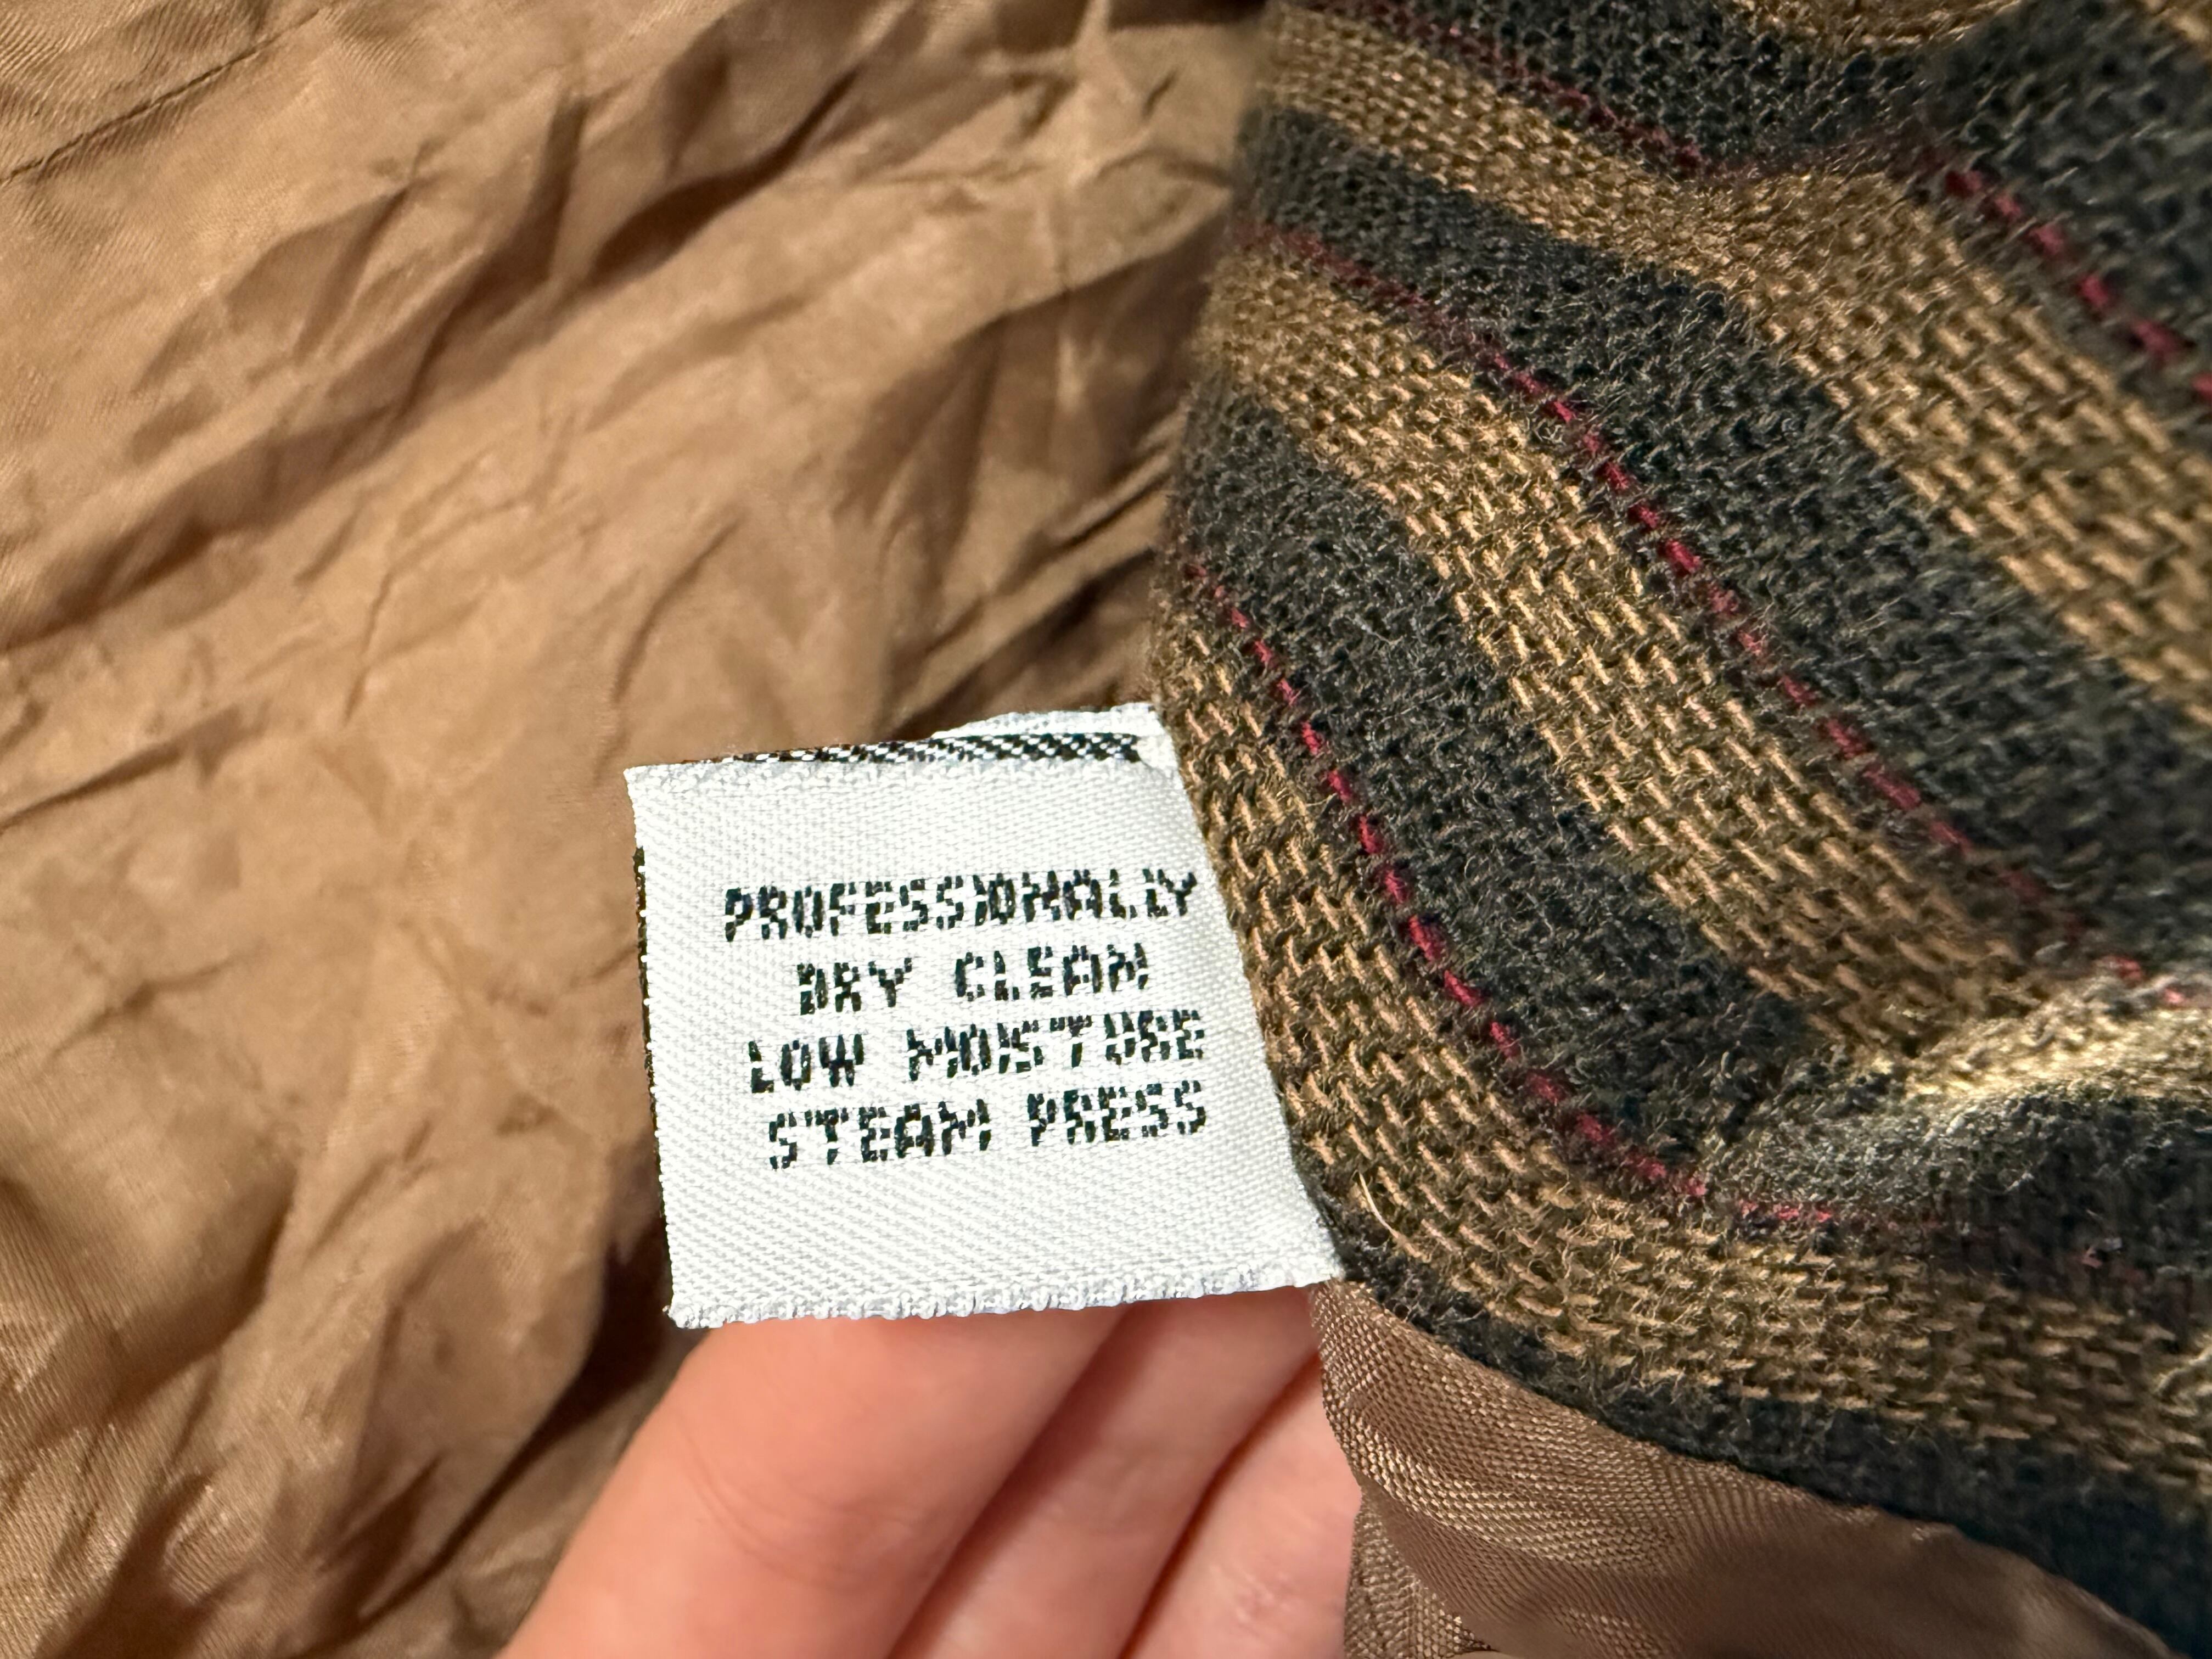 PROFESSIONALLY
DRY CLEAN
LOW MOISTURE
STEAM PRESS